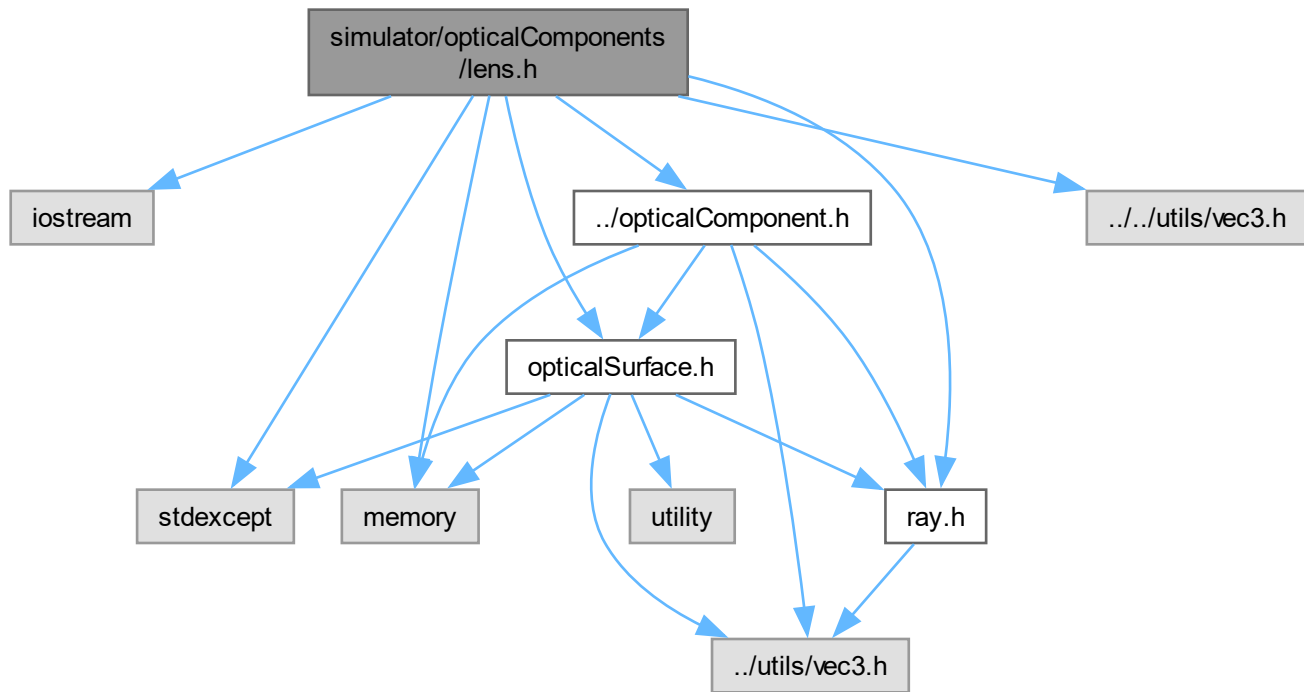 simulator/opticalComponents
/lens.h
iostream
../opticalComponent.h
../../utils/vec3.h
opticalSurface.h
stdexcept
memory
utility
ray.h
../utils/vec3.h